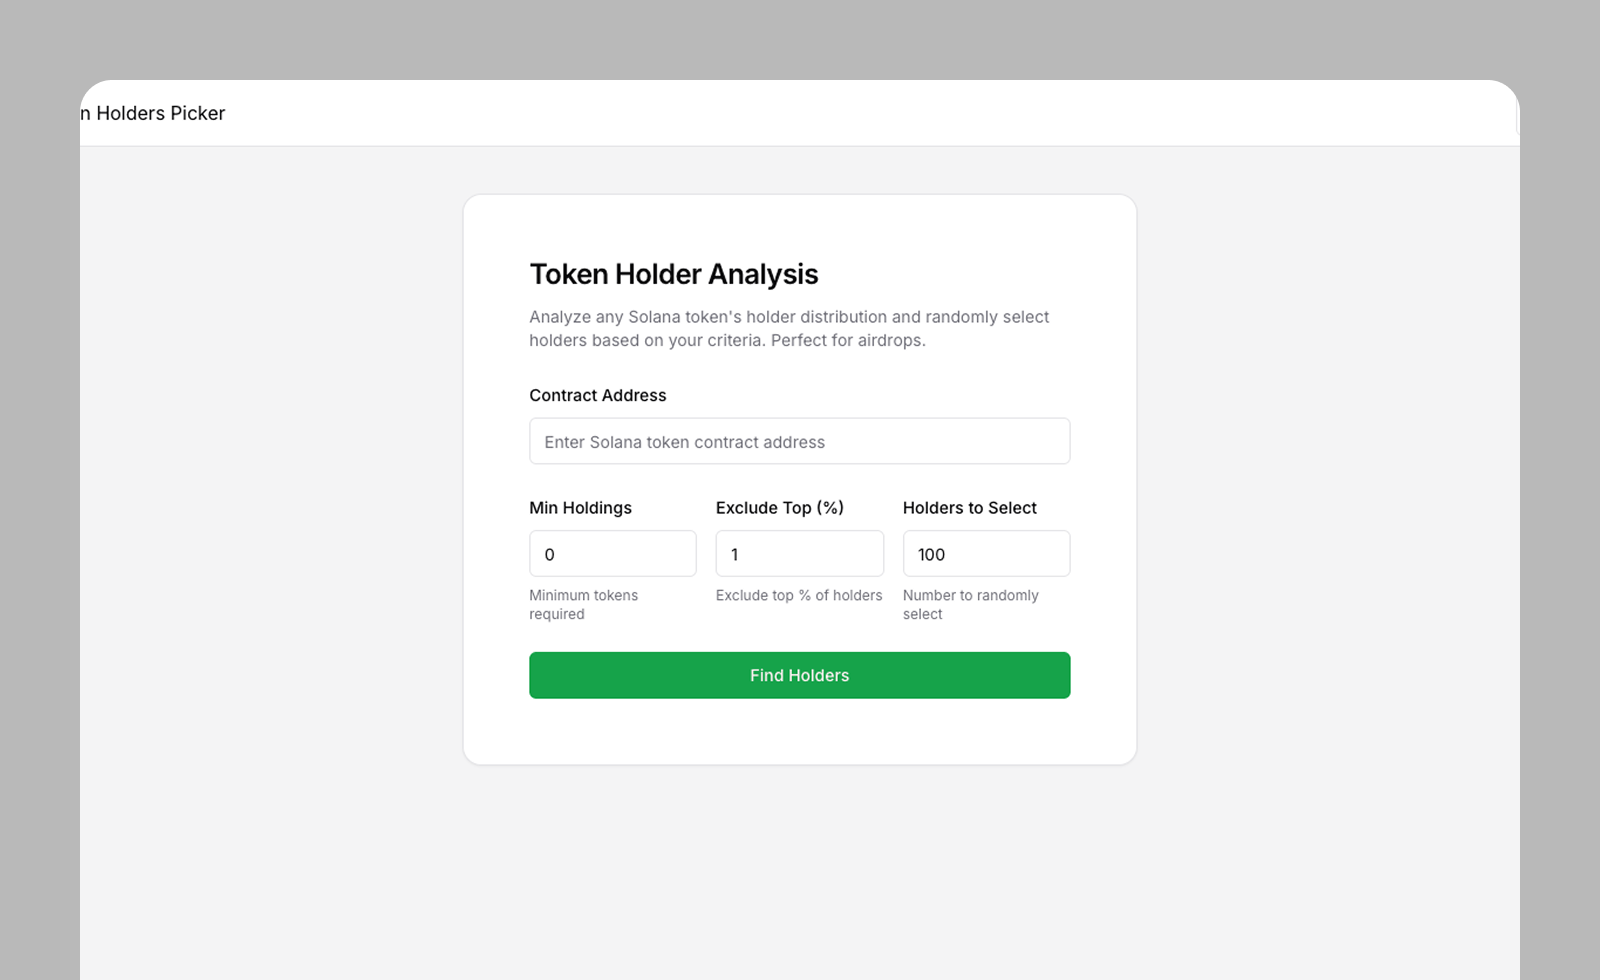 n Holders Picker
Token Holder Analysis
Analyze any Solana token's holder distribution and randomly select
holders based on your criteria. Perfect for airdrops.
Contract Address
Enter Solana token contract address
Min Holdings
Exclude Top (%)
Holders to Select
0
1
100
Minimum tokens
required
Exclude top % of holders
Number to randomly
select
Find Holders